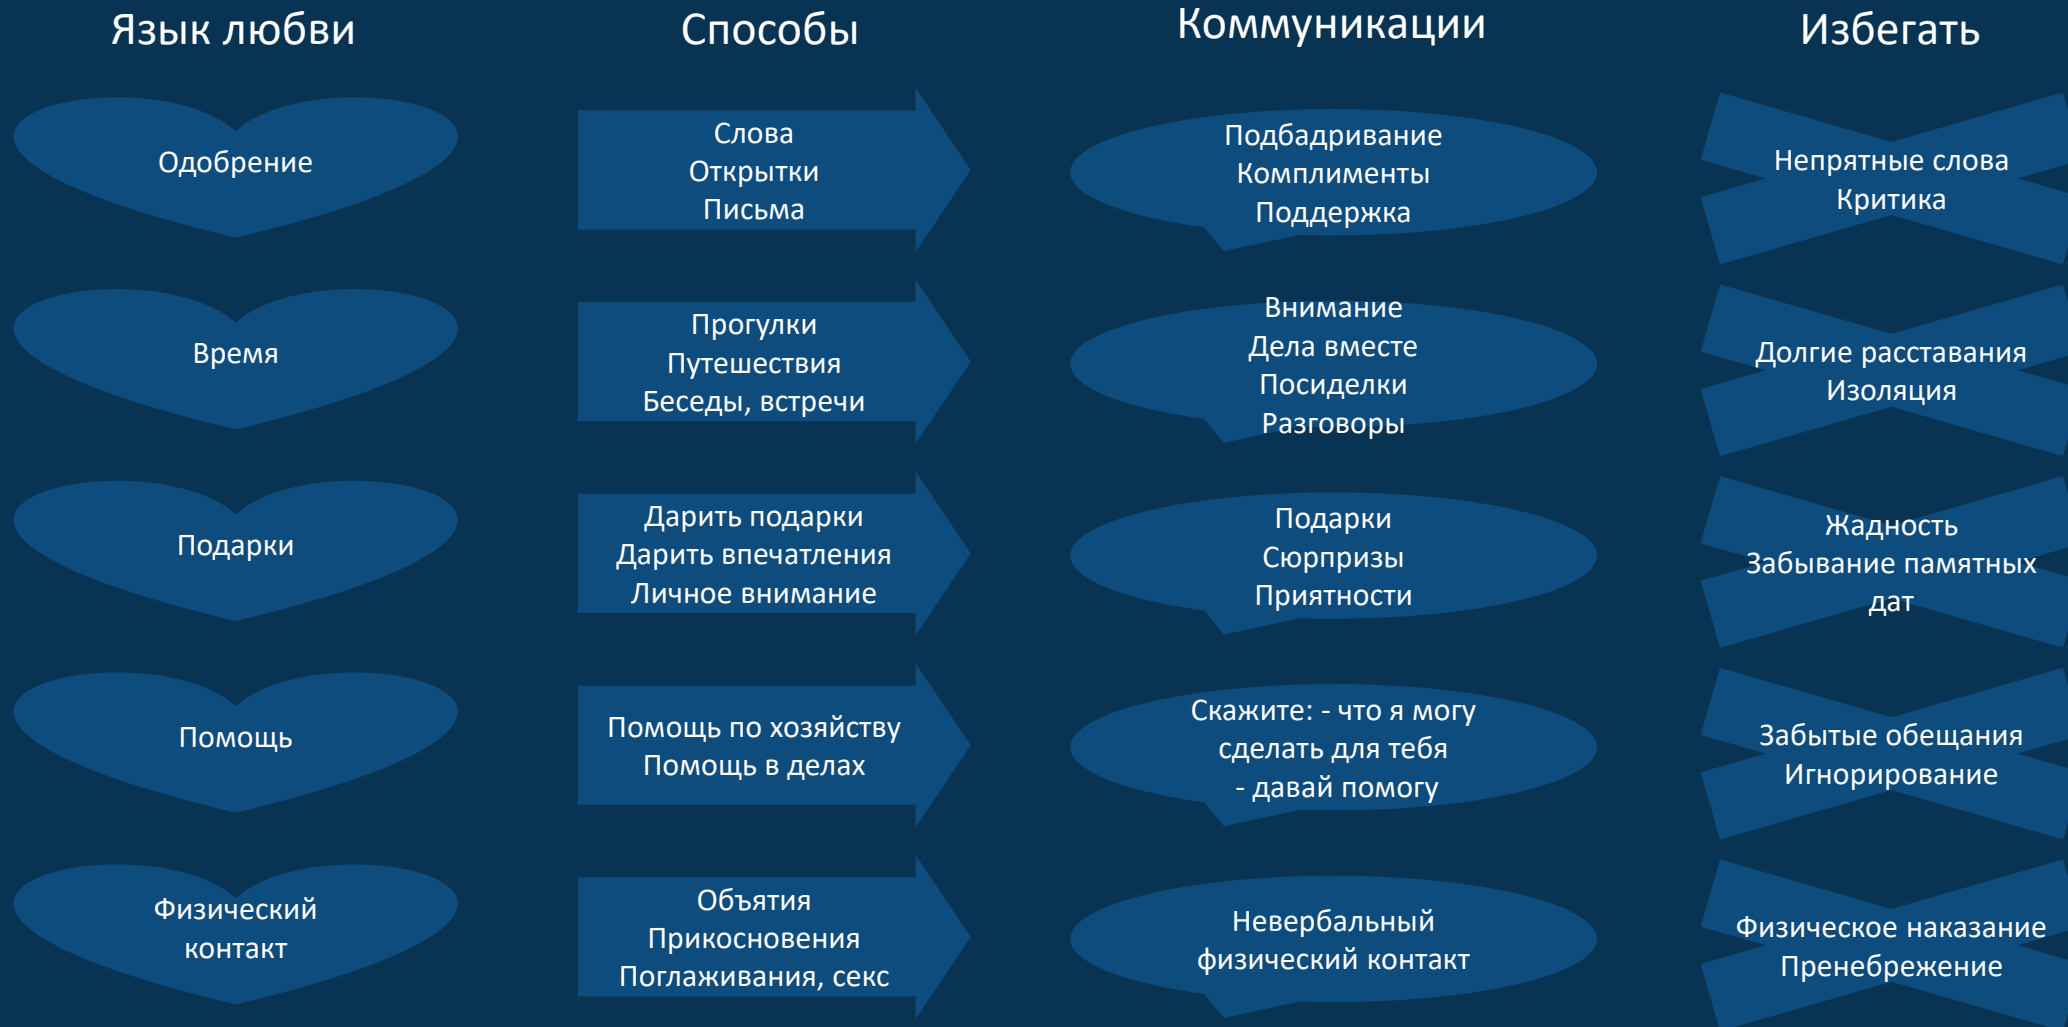 Язык любви
Способы
Коммуникации
Избегать
Одобрение
Слова
Открытки
Письма
Подбадривание
Комплименты
Поддержка
Непрятные слова
Критика
Время
Прогулки
Путешествия
Беседы, встречи
Внимание
Дела вместе
Посиделки
Разговоры
Долгие расставания
Изоляция
Подарки
Дарить подарки
Дарить впечатления
Личное внимание
Подарки
Сюрпризы
Приятности
Жадность
Забывание памятных
дат
Помощь
Помощь по хозяйству
Помощь в делах
Скажите: - что я могу
сделать для тебя
- давай помогу
Забытые обещания
Игнорирование
Физический
контакт
Объятия
Прикосновения
Поглаживания, секс
Невербальный
физический контакт
Физическое наказание
Пренебрежение